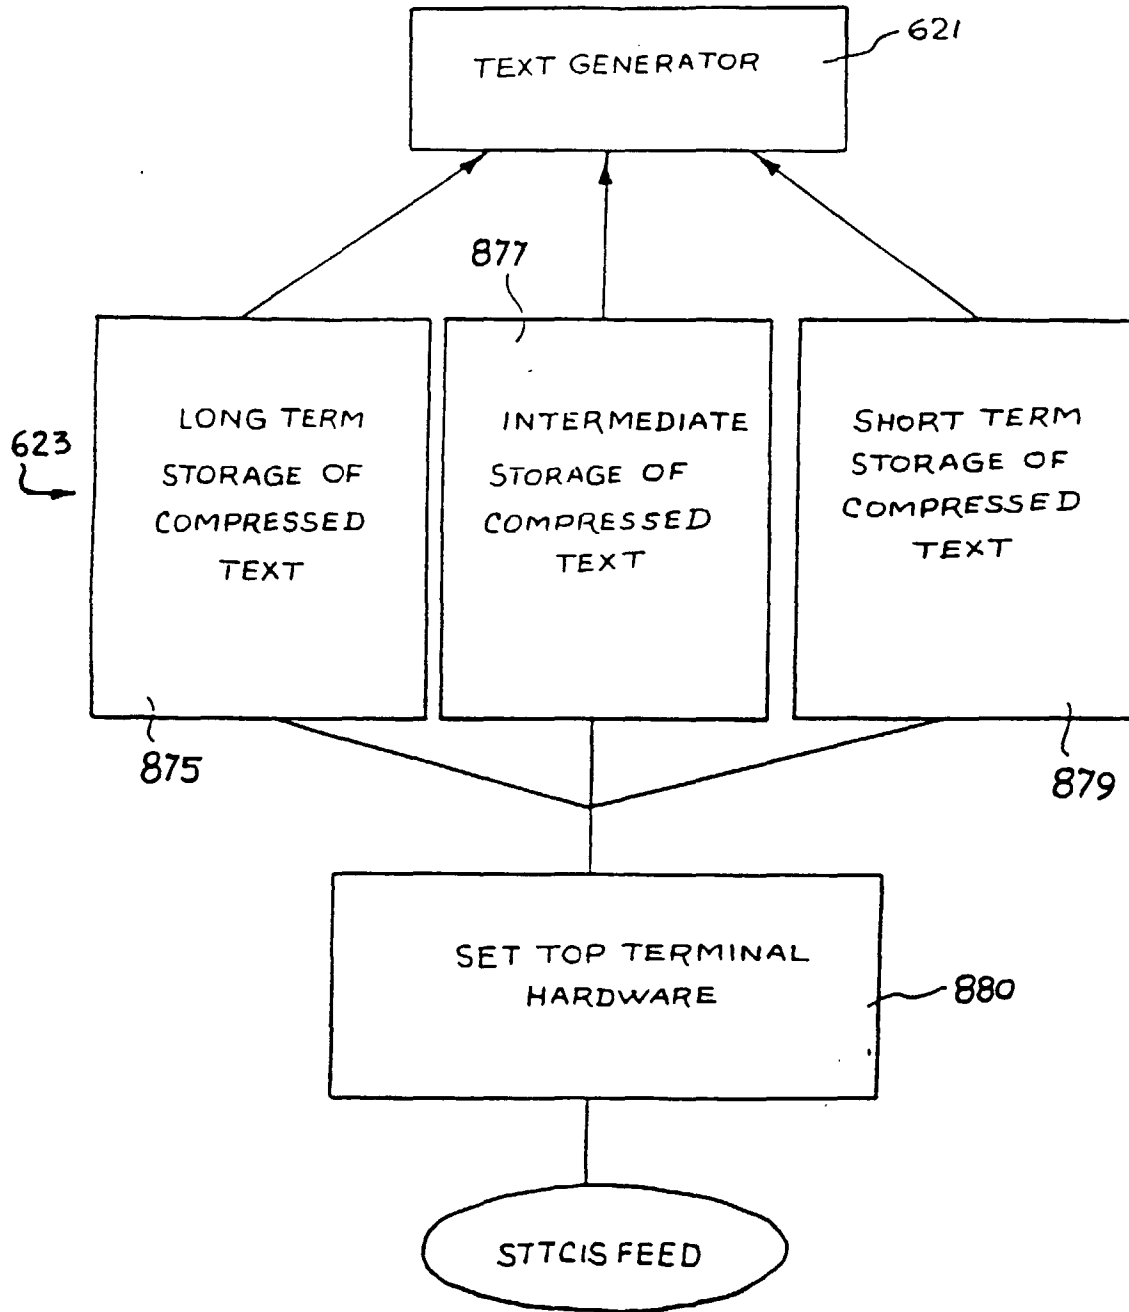 TEXT GENERATOR
621
877
623
LONG TERM
STORAGE OF
COMPRESSED
TEXT
INTERMEDIATE
STORAGE OF
COMPRESSED
TEXT
SHORT TERM
STORAGE OF
COMPRESSED
TEXT
875
879
SET TOP TERMINAL
HARDWARE
880
STTCIS FEED